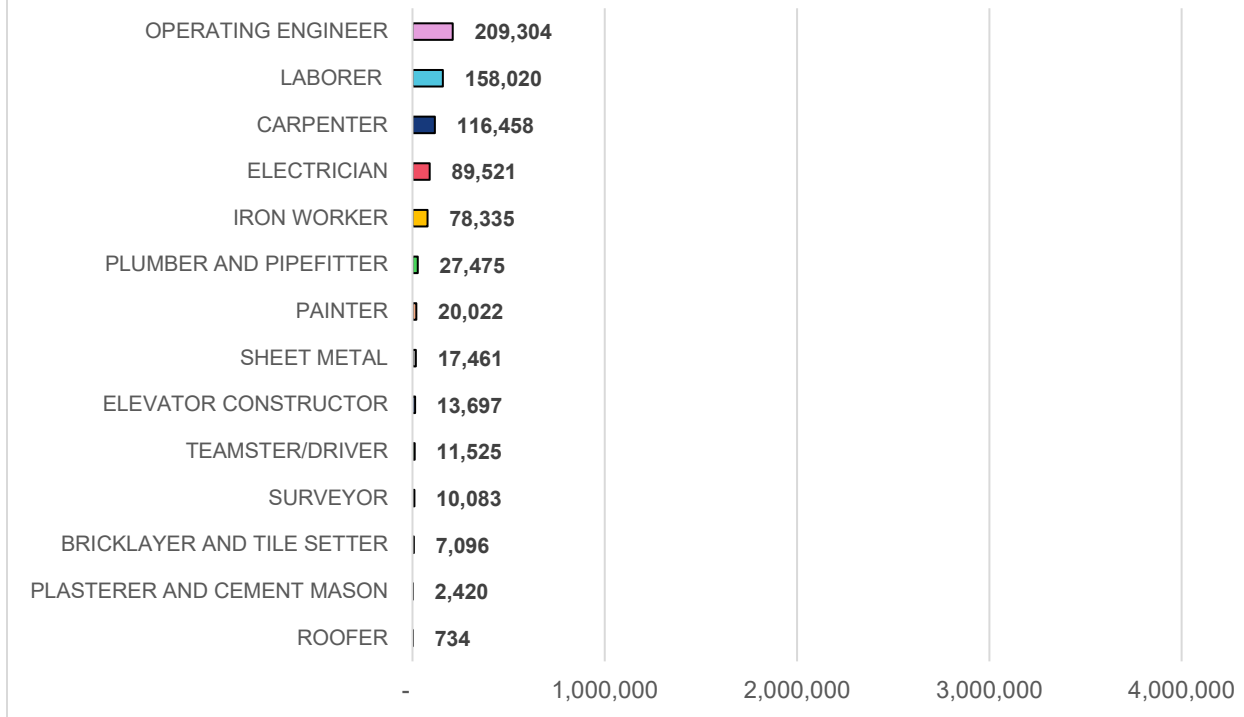 OPERATING ENGINEER 209,304
LABORER 158,020
CARPENTER 116,458
ELECTRICIAN 89,521
IRON WORKER 78,335
PLUMBER AND PIPEFITTER 27,475
PAINTER 20,022
SHEET METAL 17,461
ELEVATOR CONSTRUCTOR 13,697
TEAMSTER/DRIVER 11,525
SURVEYOR 10,083
BRICKLAYER AND TILE SETTER 7,096
PLASTERER AND CEMENT MASON 2,420
ROOFER 734
- 1,000,000 2,000,000 3,000,000 4,000,000